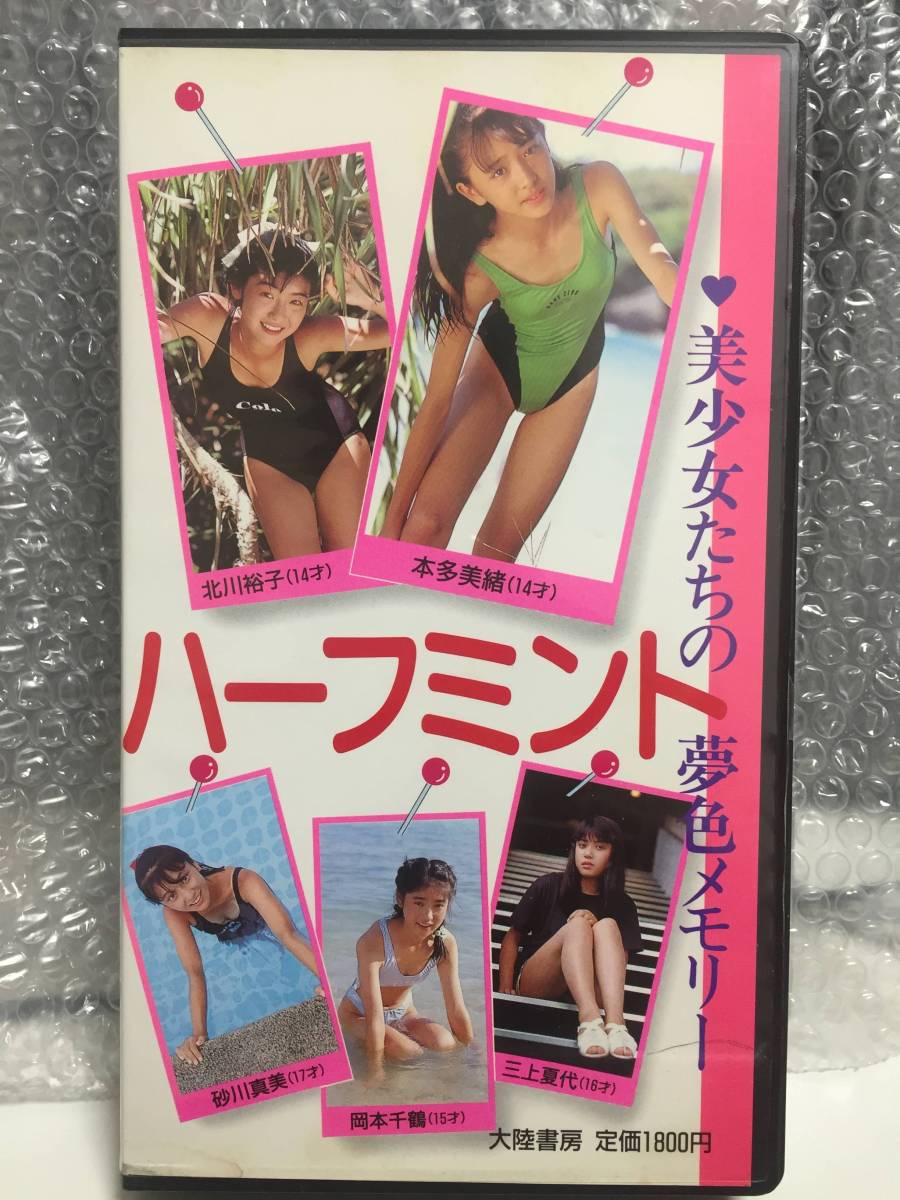 ♥美少女たちの夢色メモリー
Cola
北川裕子(14才)
本多美緒(14才)
ハーフミント
砂川真美(17才)
岡本千鶴(15才)
三上夏代(16才)
大陸書房 定価1800円